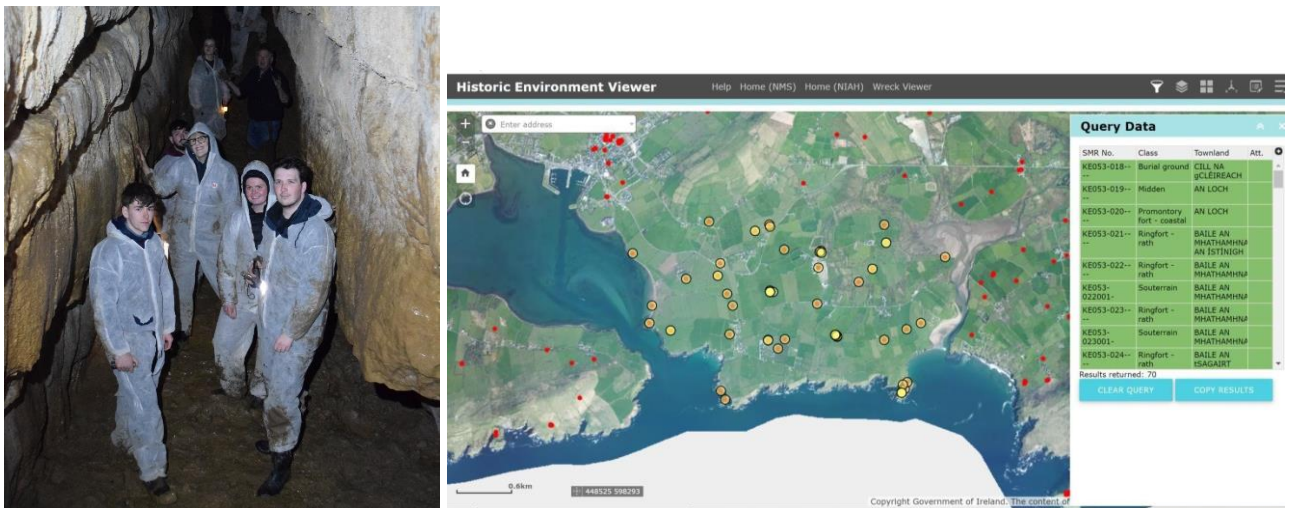 Historic Environment Viewer Help Home (NMS) Home (NIAH) Wreck Viewer
Enter address
Query Data
SMR No. Class Townland Att.
KE053-018---- Burial ground CILL NA gCLÉIREACH
KE053-019---- Midden AN LOCH
KE053-020---- Promontory fort - coastal AN LOCH
KE053-021---- Ringfort - rath BAILE AN MHATHAMHNA AN ÍSTÍNIGH
KE053-022---- Ringfort - rath BAILE AN MHATHAMHNA
KE053-022001- Souterrain BAILE AN MHATHAMHNA
KE053-023---- Ringfort - rath BAILE AN MHATHAMHNA
KE053-023001- Souterrain BAILE AN MHATHAMHNA
KE053-024---- Ringfort - rath BAILE AN tSAGAIRT
Results returned: 70
CLEAR QUERY COPY RESULTS
0.6km
448525 598293
Copyright Government of Ireland. The content of